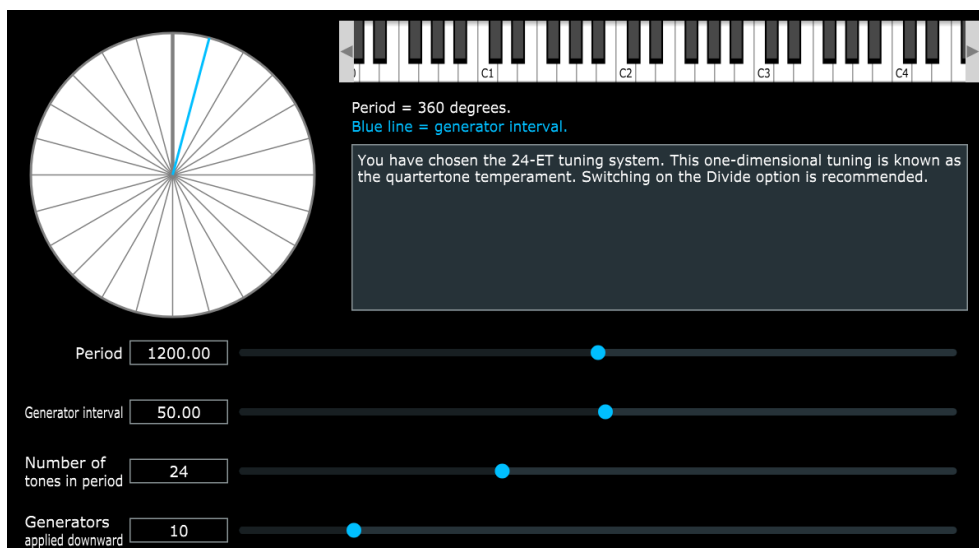 C1 C2 C3 C4
Period = 360 degrees.
Blue line = generator interval.
You have chosen the 24-ET tuning system. This one-dimensional tuning is known as
the quartertone temperament. Switching on the Divide option is recommended.
Period 1200.00
Generator interval 50.00
Number of
tones in period 24
Generators
applied downward 10